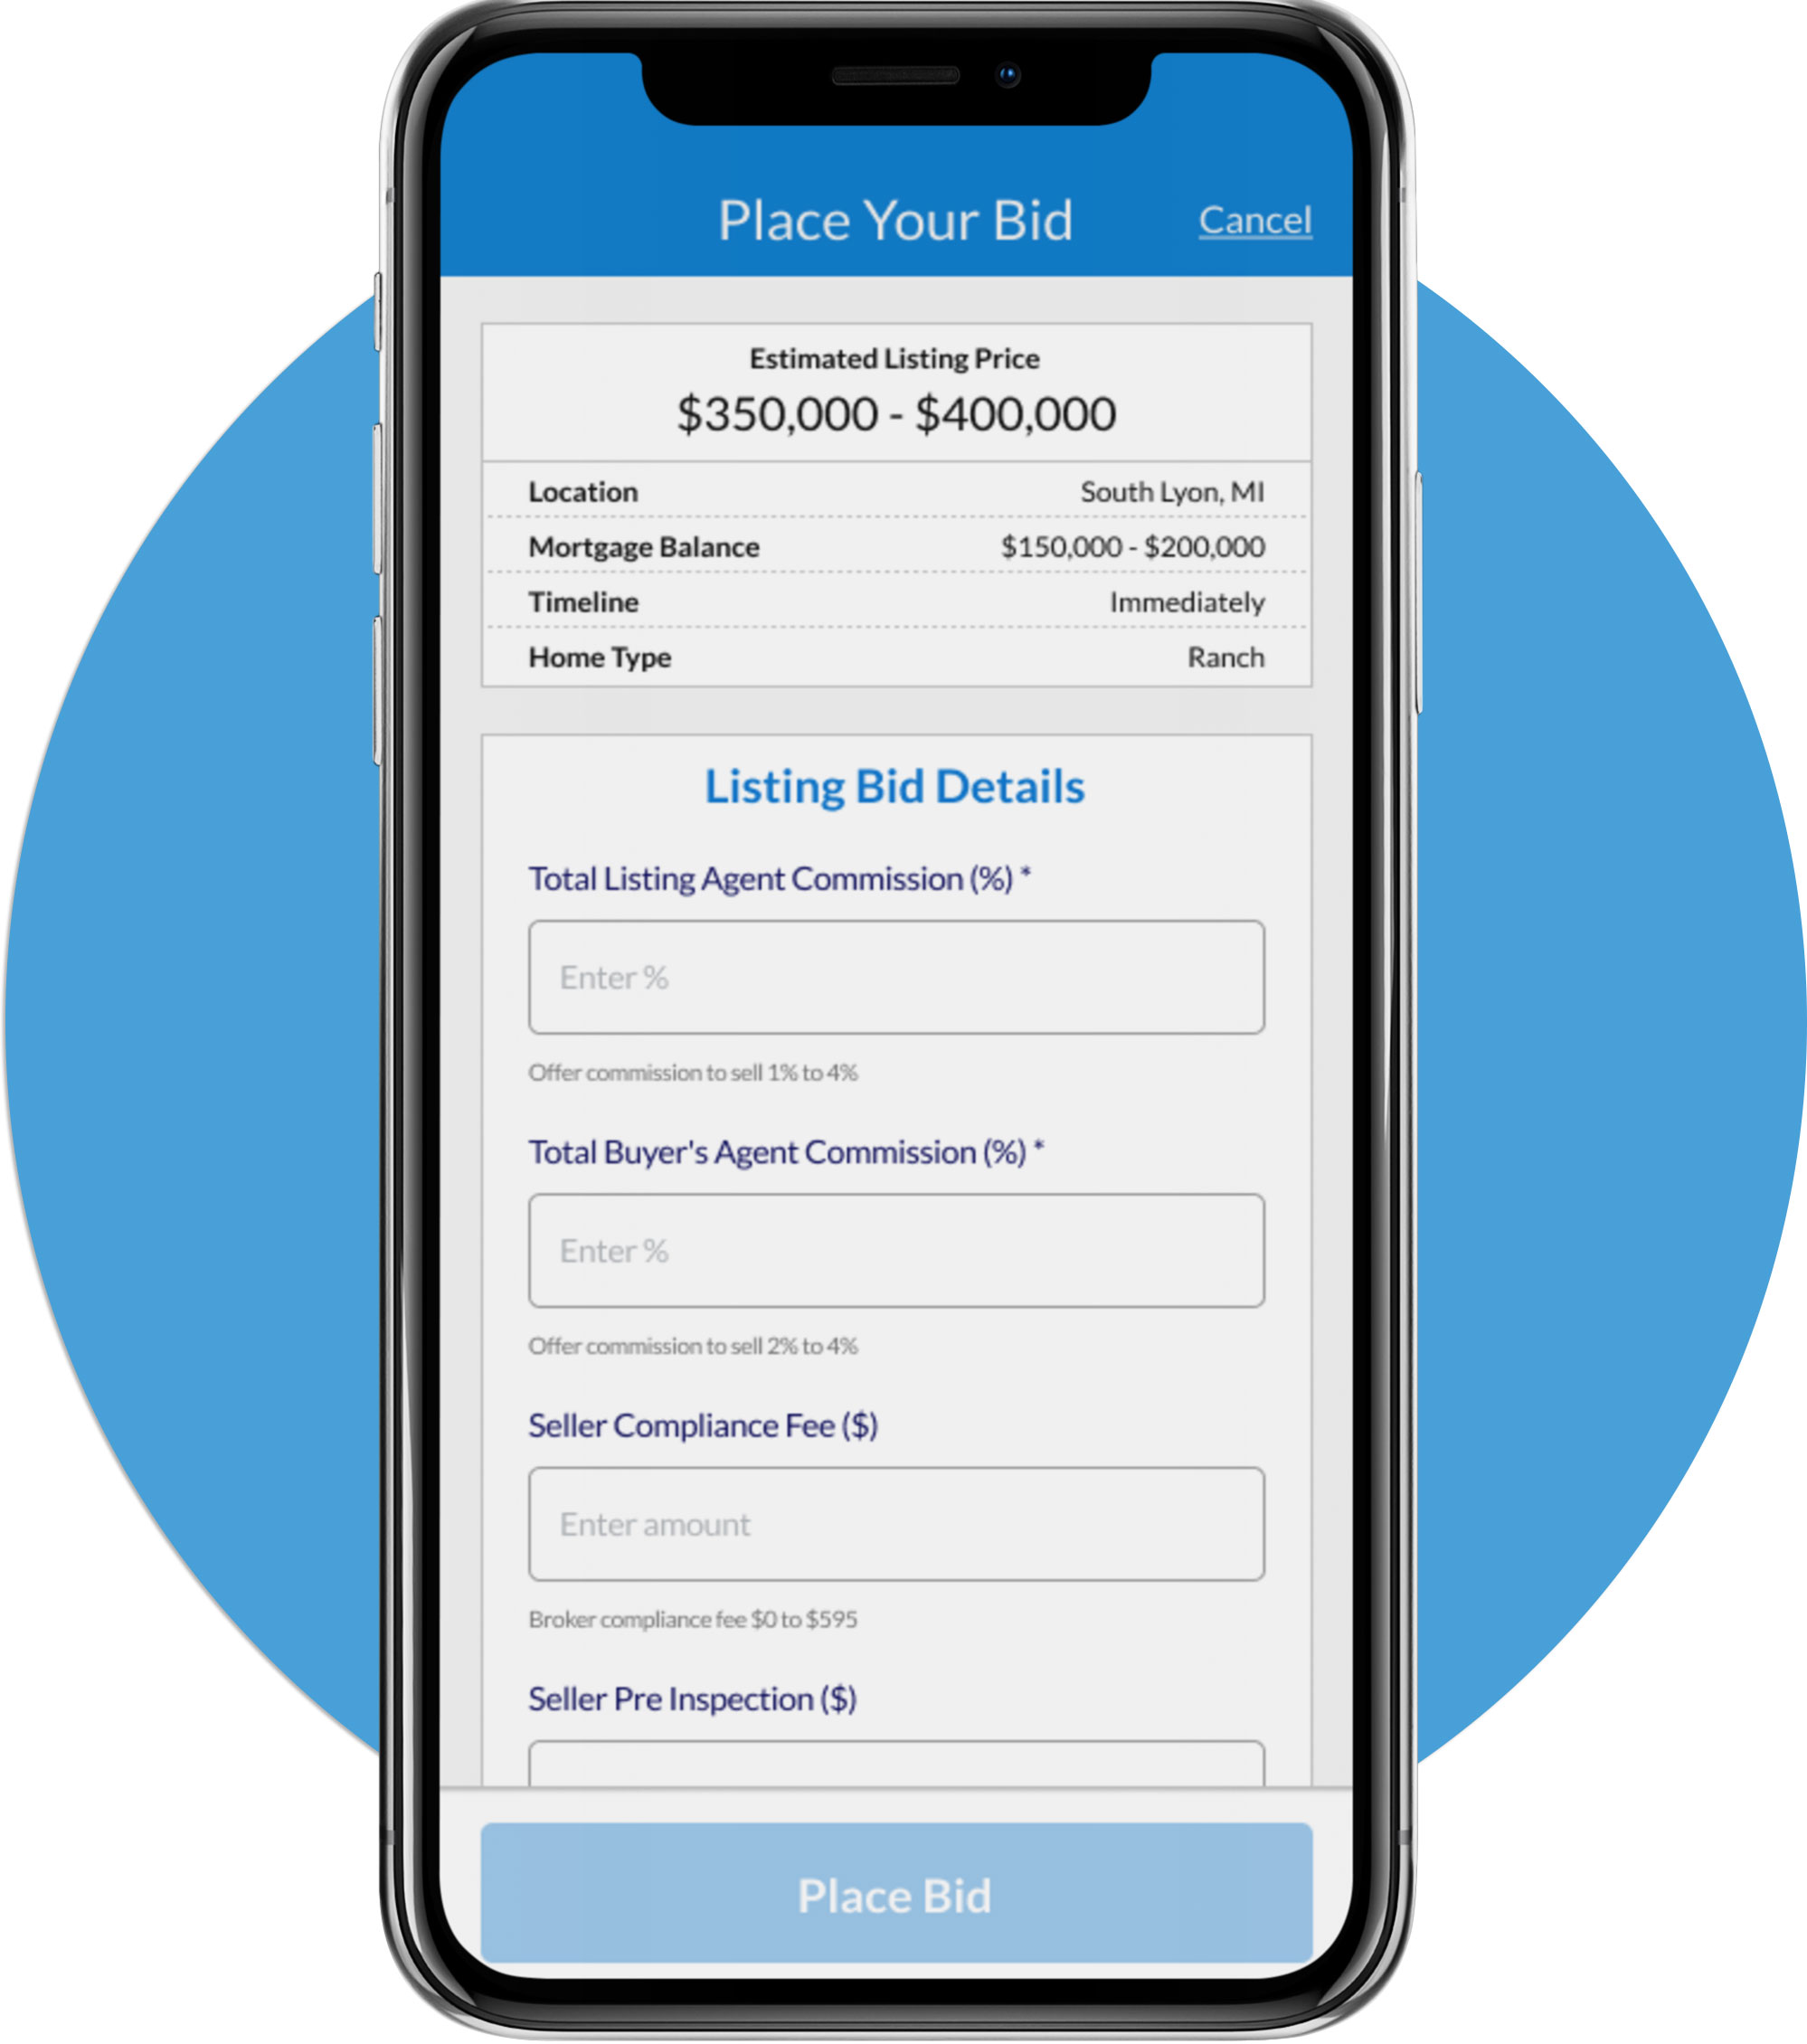 Place Your Bid
Cancel
Estimated Listing Price
$350,000 - $400,000
Location South Lyon, MI
Mortgage Balance $150,000 - $200,000
Timeline Immediately
Home Type Ranch
Listing Bid Details
Total Listing Agent Commission (%) *
Enter %
Offer commission to sell 1% to 4%
Total Buyer's Agent Commission (%) *
Enter %
Offer commission to sell 2% to 4%
Seller Compliance Fee ($)
Enter amount
Broker compliance fee $0 to $595
Seller Pre Inspection ($)
Place Bid